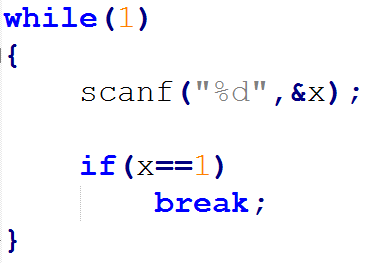 while(1)
{
scanf("%d",&x);
if(x==1)
break;
}